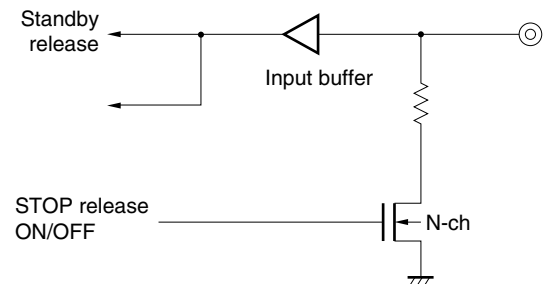 Standby
release
Input buffer
STOP release
ON/OFF
N-ch